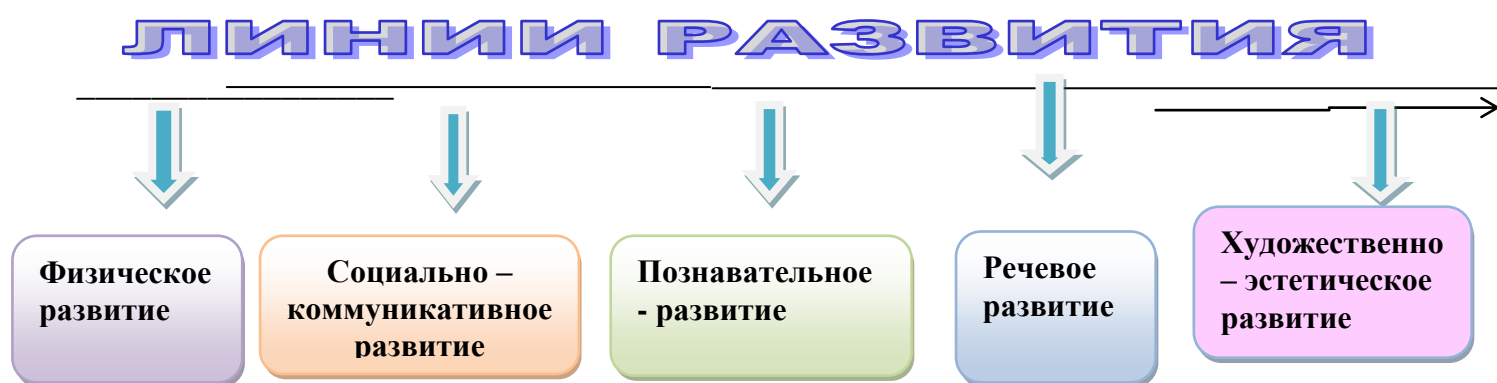 ЛИНИИ РАЗВИТИЯ
Физическое
развитие
Социально –
коммуникативное
развитие
Познавательное
- развитие
Речевое
развитие
Художественно
– эстетическое
развитие